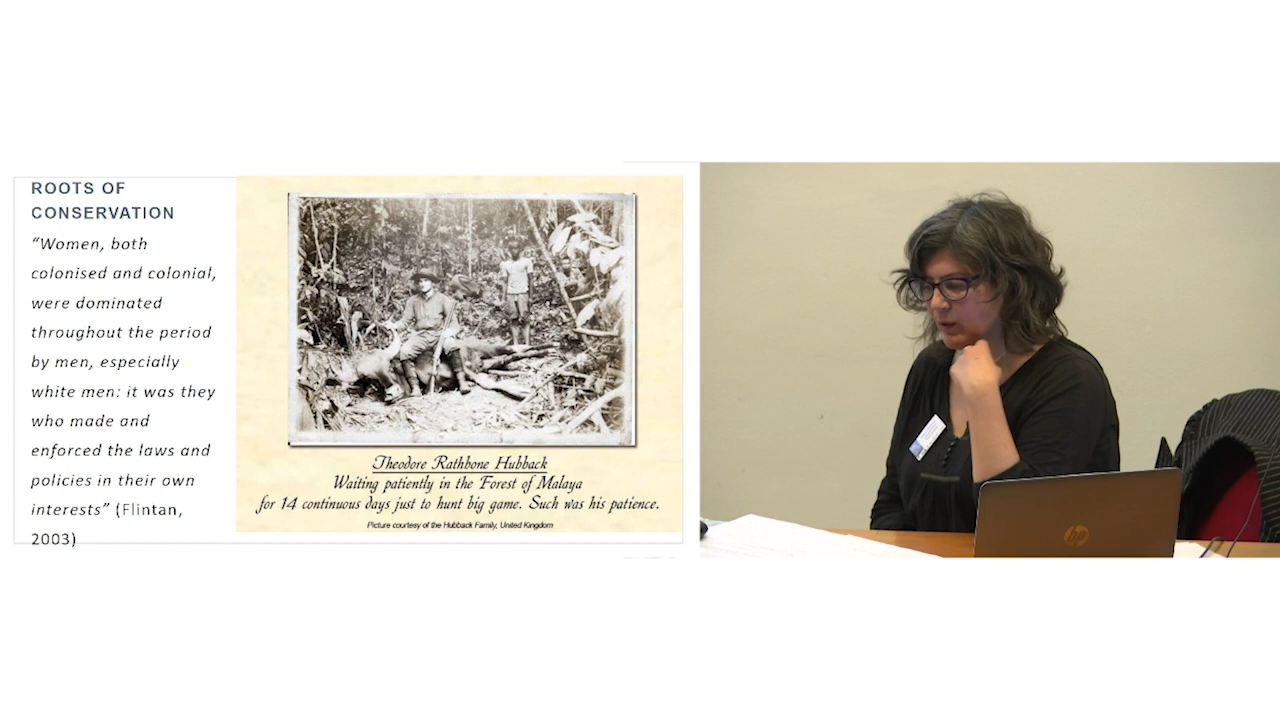 ROOTS OF
CONSERVATION
“Women, both
colonised and colonial,
were dominated
throughout the period
by men, especially
white men: it was they
who made and
enforced the laws and
policies in their own
interests” (Flintan,
2003)
Theodore Rathbone Hubback
Waiting patiently in the Forest of Malaya
for 14 continuous days just to hunt big game. Such was his patience.
Picture courtesy of the Hubback Family, United Kingdom
hp